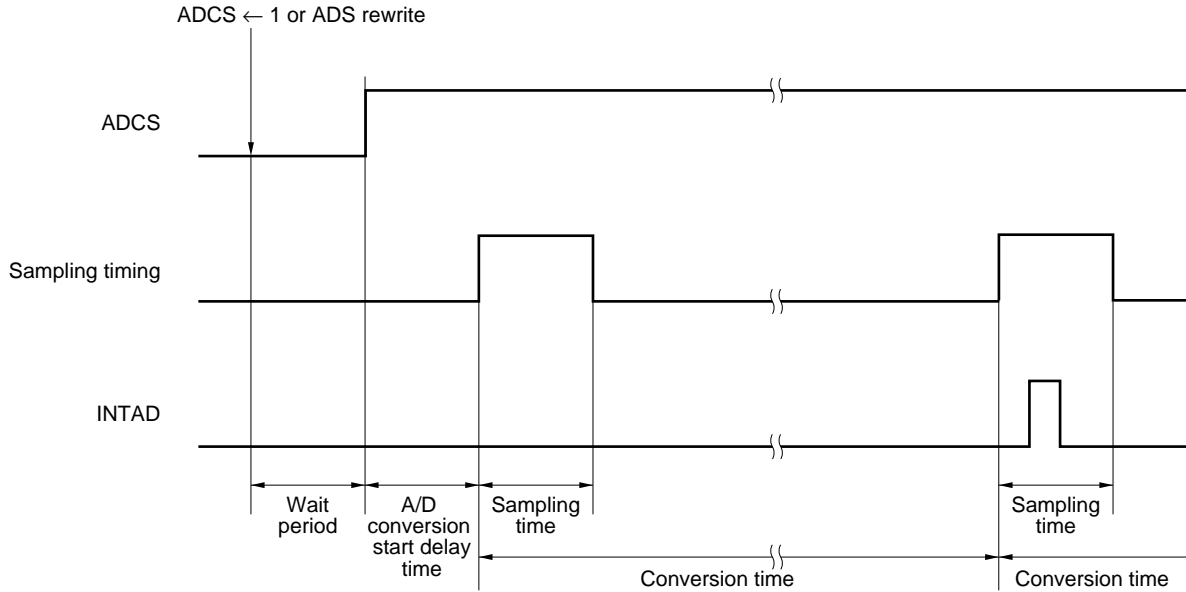 ADCS ← 1 or ADS rewrite
ADCS
Sampling timing
INTAD
Wait
period
A/D
conversion
start delay
time
Sampling
time
Sampling
time
Conversion time
Conversion time